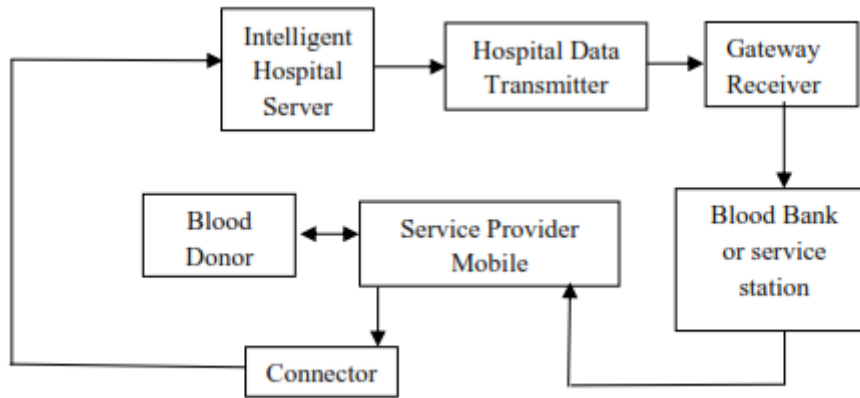 Intelligent
Hospital
Server
Hospital Data
Transmitter
Gateway
Receiver
Blood
Donor
Service Provider
Mobile
Blood Bank
or service
station
Connector